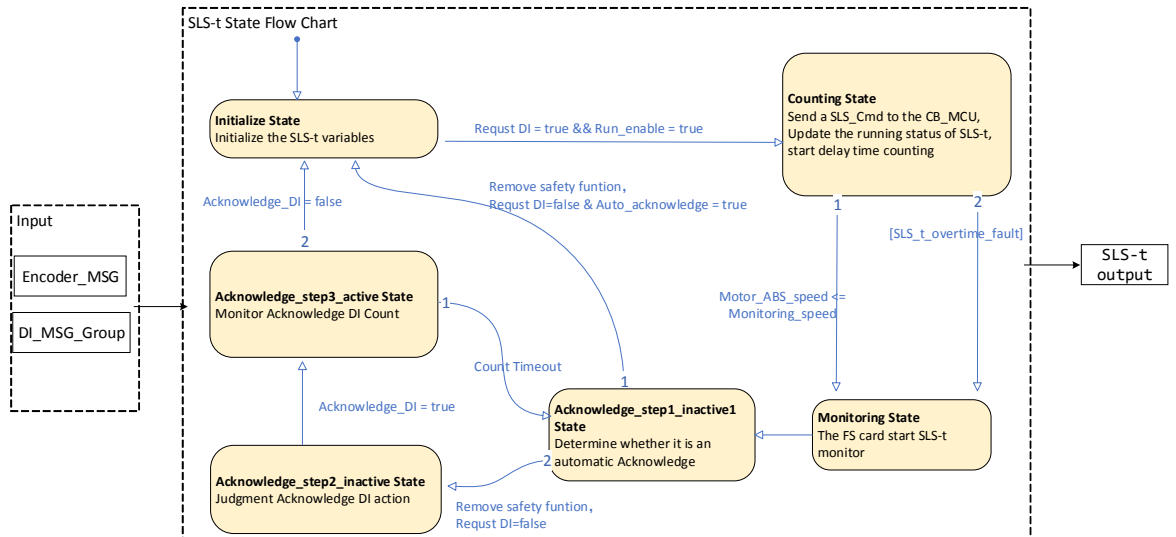 SLS-t State Flow Chart
Initialize State
Initialize the SLS-t variables
Requst DI = true && Run_enable = true
Counting State
Send a SLS_Cmd to the CB_MCU,
Update the running status of SLS-t,
start delay time counting
Remove safety funtion,
Requst DI=false & Auto_acknowledge = true
Acknowledge_DI = false
1
2
[SLS_t_overtime_fault]
Input
Encoder_MSG
DI_MSG_Group
2
Acknowledge_step3_active State
Monitor Acknowledge DI Count
1
SLS-t
output
Motor_ABS_speed <=
Monitoring_speed
Count Timeout
1
Acknowledge_DI = true
Acknowledge_step1_inactive1
State
Determine whether it is an
automatic Acknowledge
2
Monitoring State
The FS card start SLS-t
monitor
Acknowledge_step2_inactive State
Judgment Acknowledge DI action
Remove safety funtion,
Requst DI=false